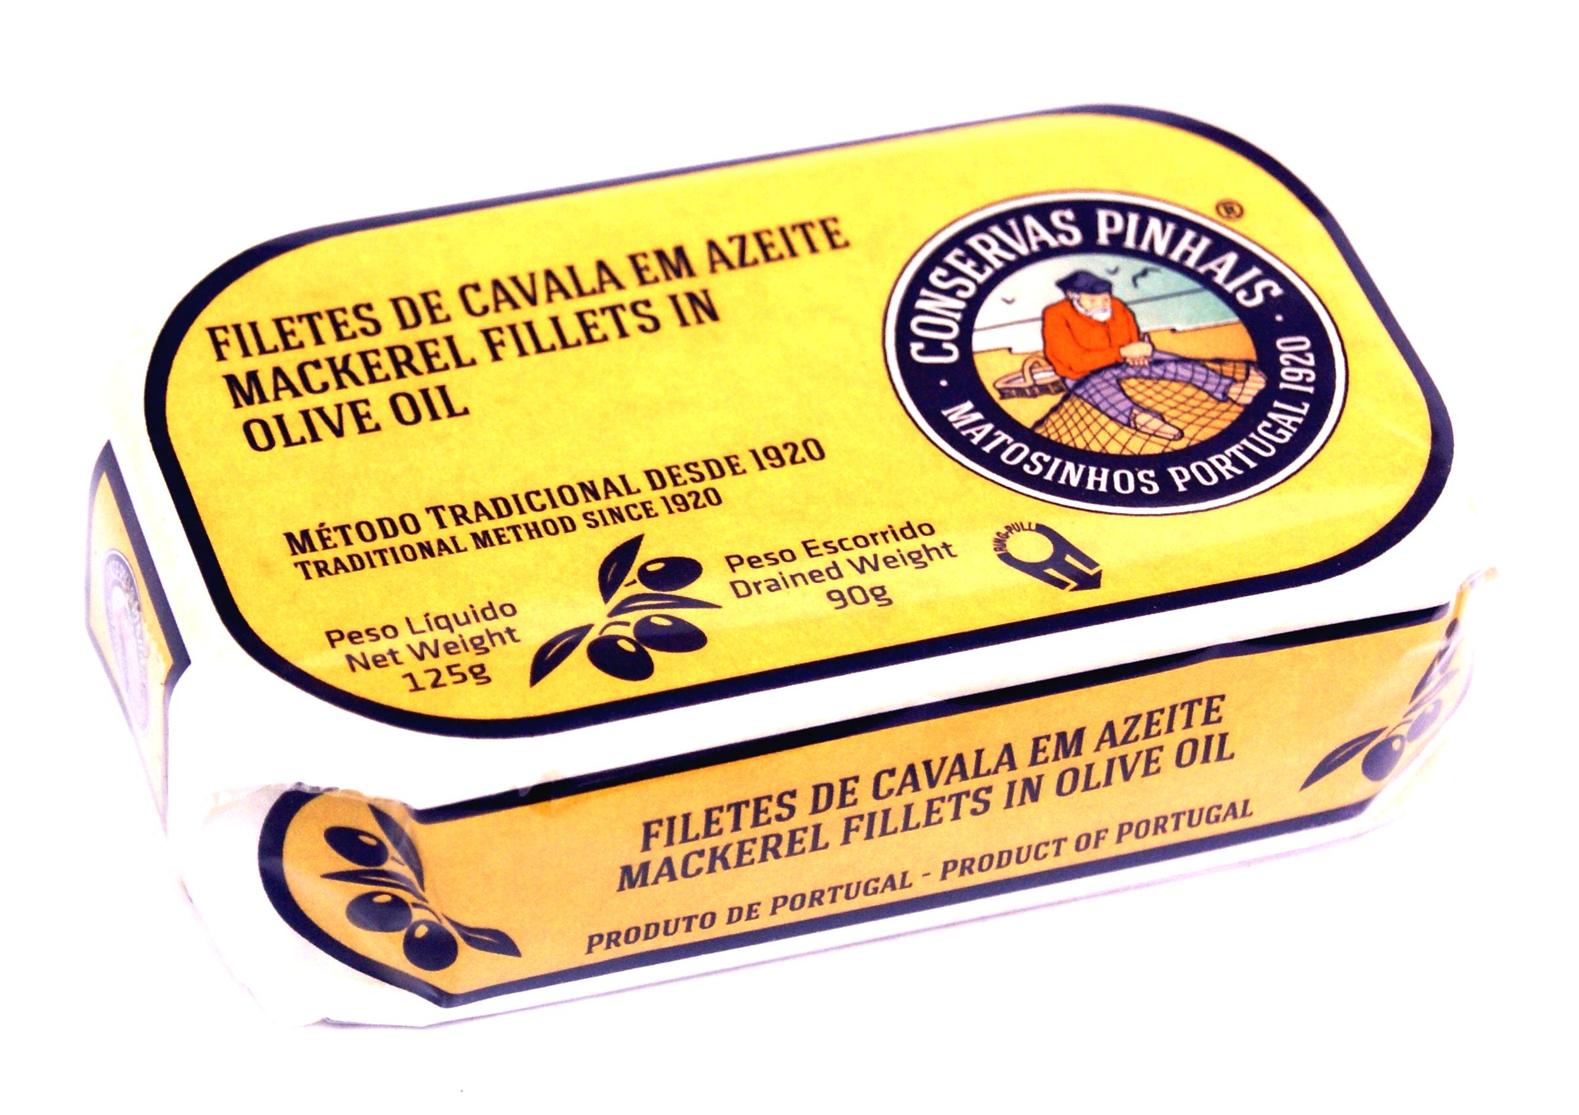 FILETES DE CAVALA EM AZEITE
MACKEREL FILLETS IN
OLIVE OIL
CONSERVAS PINHAIS ®
· MATOSINHOS PORTUGAL 1920 ·
MÉTODO TRADICIONAL DESDE 1920
TRADITIONAL METHOD SINCE 1920
Peso Líquido
Net Weight
125g
Peso Escorrido
Drained Weight
90g
RING-PULL
FILETES DE CAVALA EM AZEITE
MACKEREL FILLETS IN OLIVE OIL
PRODUTO DE PORTUGAL - PRODUCT OF PORTUGAL